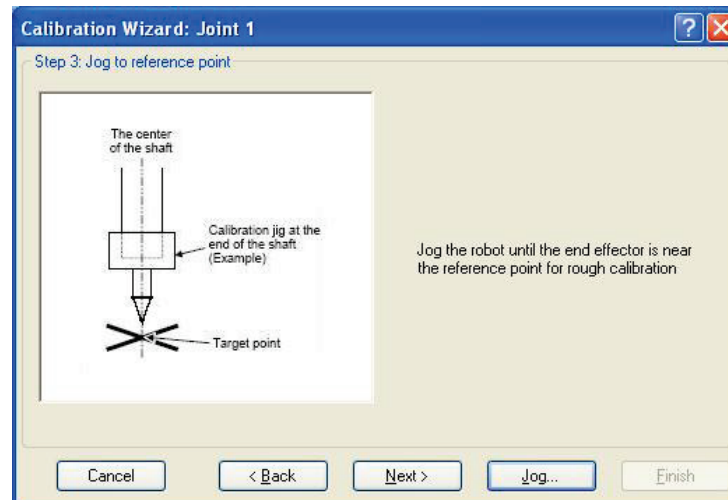 Calibration Wizard: Joint 1
Step 3: Jog to reference point
The center
of the shaft
Calibration jig at the
end of the shaft
(Example)
Target point
Jog the robot until the end effector is near
the reference point for rough calibration
Cancel
< Back
Next >
Jog...
Finish